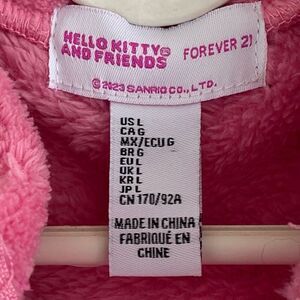 HELLO KITTY®
AND FRIENDS
FOREVER 21
©2023 SANRIO CO., LTD.
US L
CA G
MX/ECU G
BR G
EU L
UK L
KR L
JP L
CN 170/92A
MADE IN CHINA
FABRIQUÉ EN
CHINE